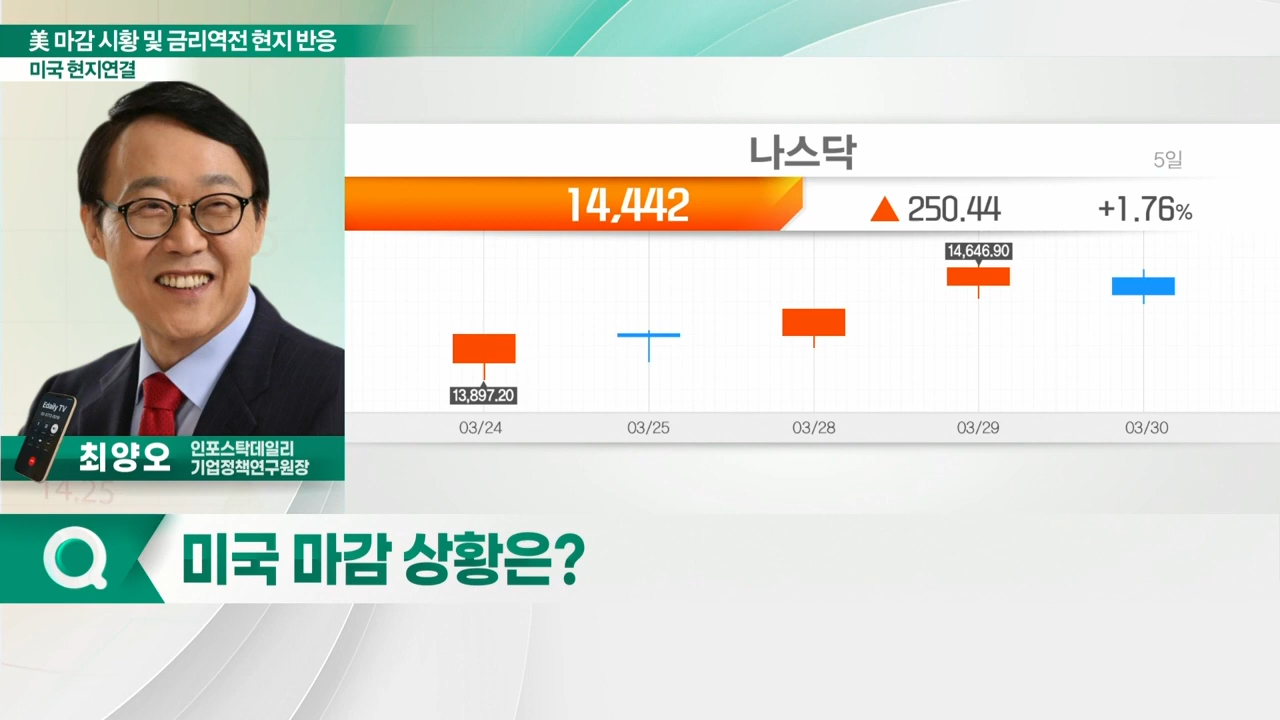 美 마감 시황 및 금리역전 현지 반응
미국 현지연결
나스닥
5일
14,442
▲ 250.44
+1.76%
14,646.90
13,897.20
03/24
03/25
03/28
03/29
03/30
Edaily TV
최양오
인포스탁데일리
기업정책연구원장
14.25
Q
미국 마감 상황은?